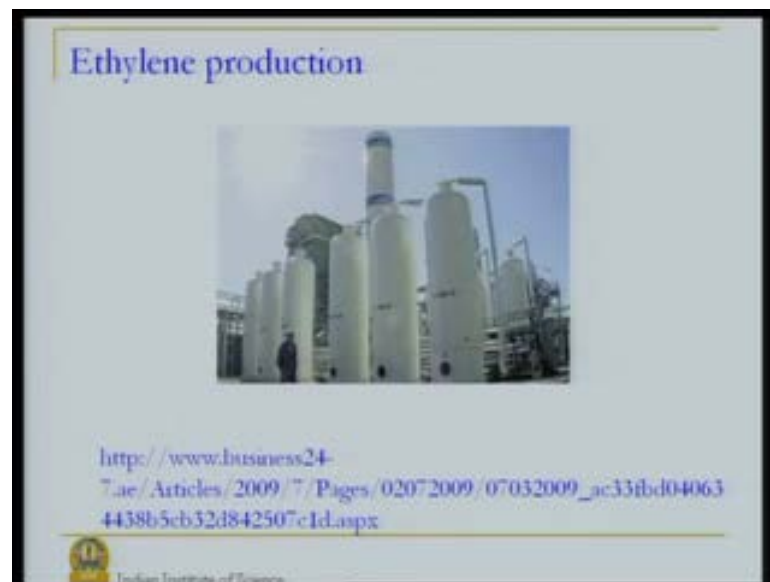 Ethylene production
http://www.business24-
7.ae/Articles/2009/7/Pages/02072009/07032009_ac33fbd04063
4438b5cb32d842507c1d.aspx
Indian Institute of Science